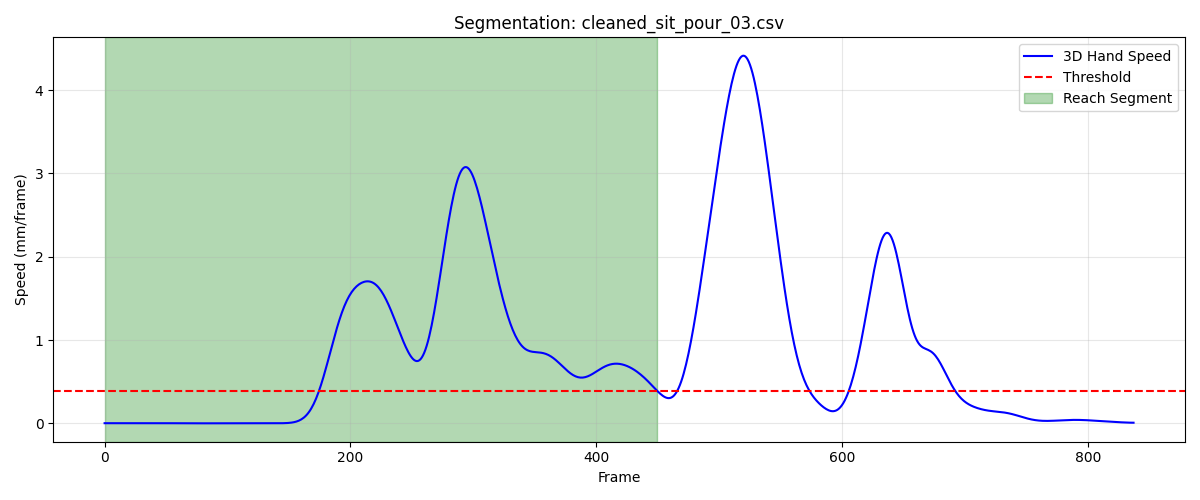 Segmentation: cleaned_sit_pour_03.csv
3D Hand Speed
Threshold
Reach Segment
Speed (mm/frame)
4
3
2
1
0
0
200
400
600
800
Frame